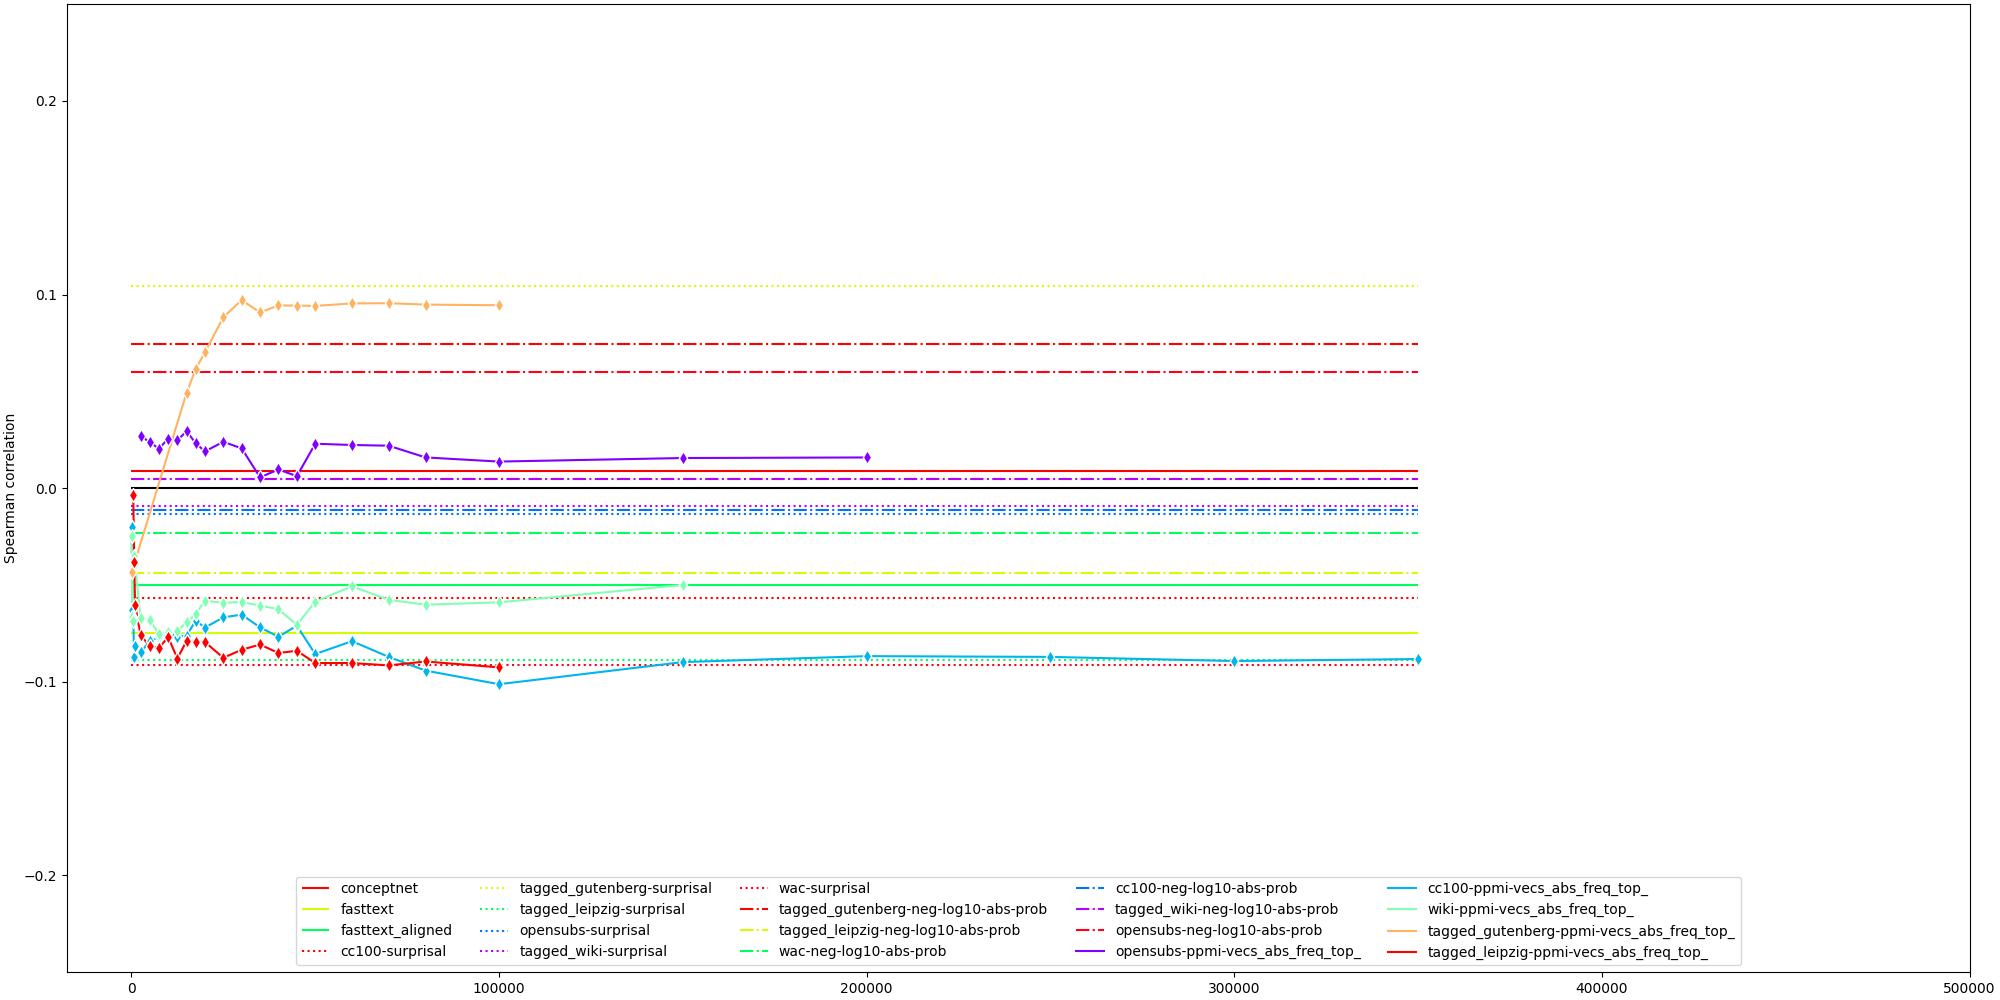 0.2
0.1
0.0
−0.1
−0.2
Spearman correlation
conceptnet
fasttext
fasttext_aligned
cc100-surprisal
tagged_gutenberg-surprisal
tagged_leipzig-surprisal
opensubs-surprisal
tagged_wiki-surprisal
wac-surprisal
tagged_gutenberg-neg-log10-abs-prob
tagged_leipzig-neg-log10-abs-prob
wac-neg-log10-abs-prob
cc100-neg-log10-abs-prob
tagged_wiki-neg-log10-abs-prob
opensubs-neg-log10-abs-prob
opensubs-ppmi-vecs_abs_freq_top_
cc100-ppmi-vecs_abs_freq_top_
wiki-ppmi-vecs_abs_freq_top_
tagged_gutenberg-ppmi-vecs_abs_freq_top_
tagged_leipzig-ppmi-vecs_abs_freq_top_
0 100000 200000 300000 400000 500000